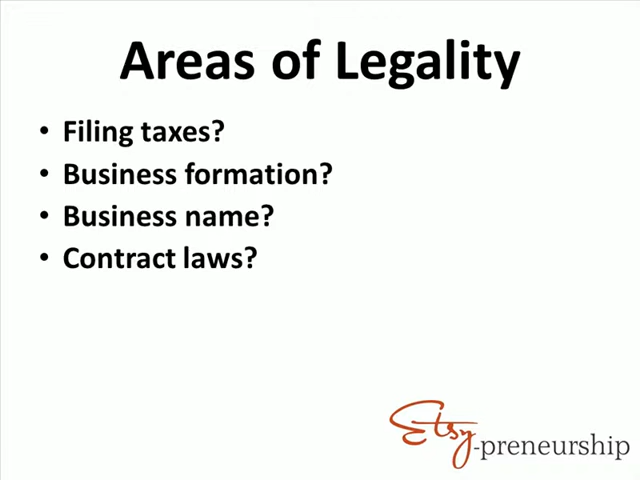 Areas of Legality
• Filing taxes?
• Business formation?
• Business name?
• Contract laws?
Etsy-preneurship